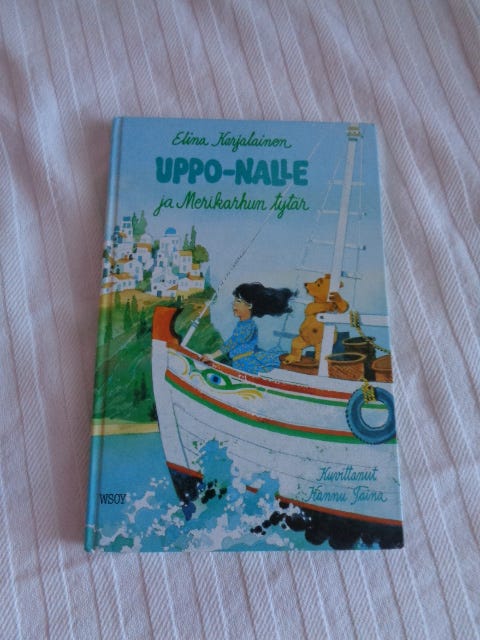 Elina Karjalainen
UPPO-NALLE
ja Merikarhun tytär
Kuvittanut
Hannu Taina
WSOY